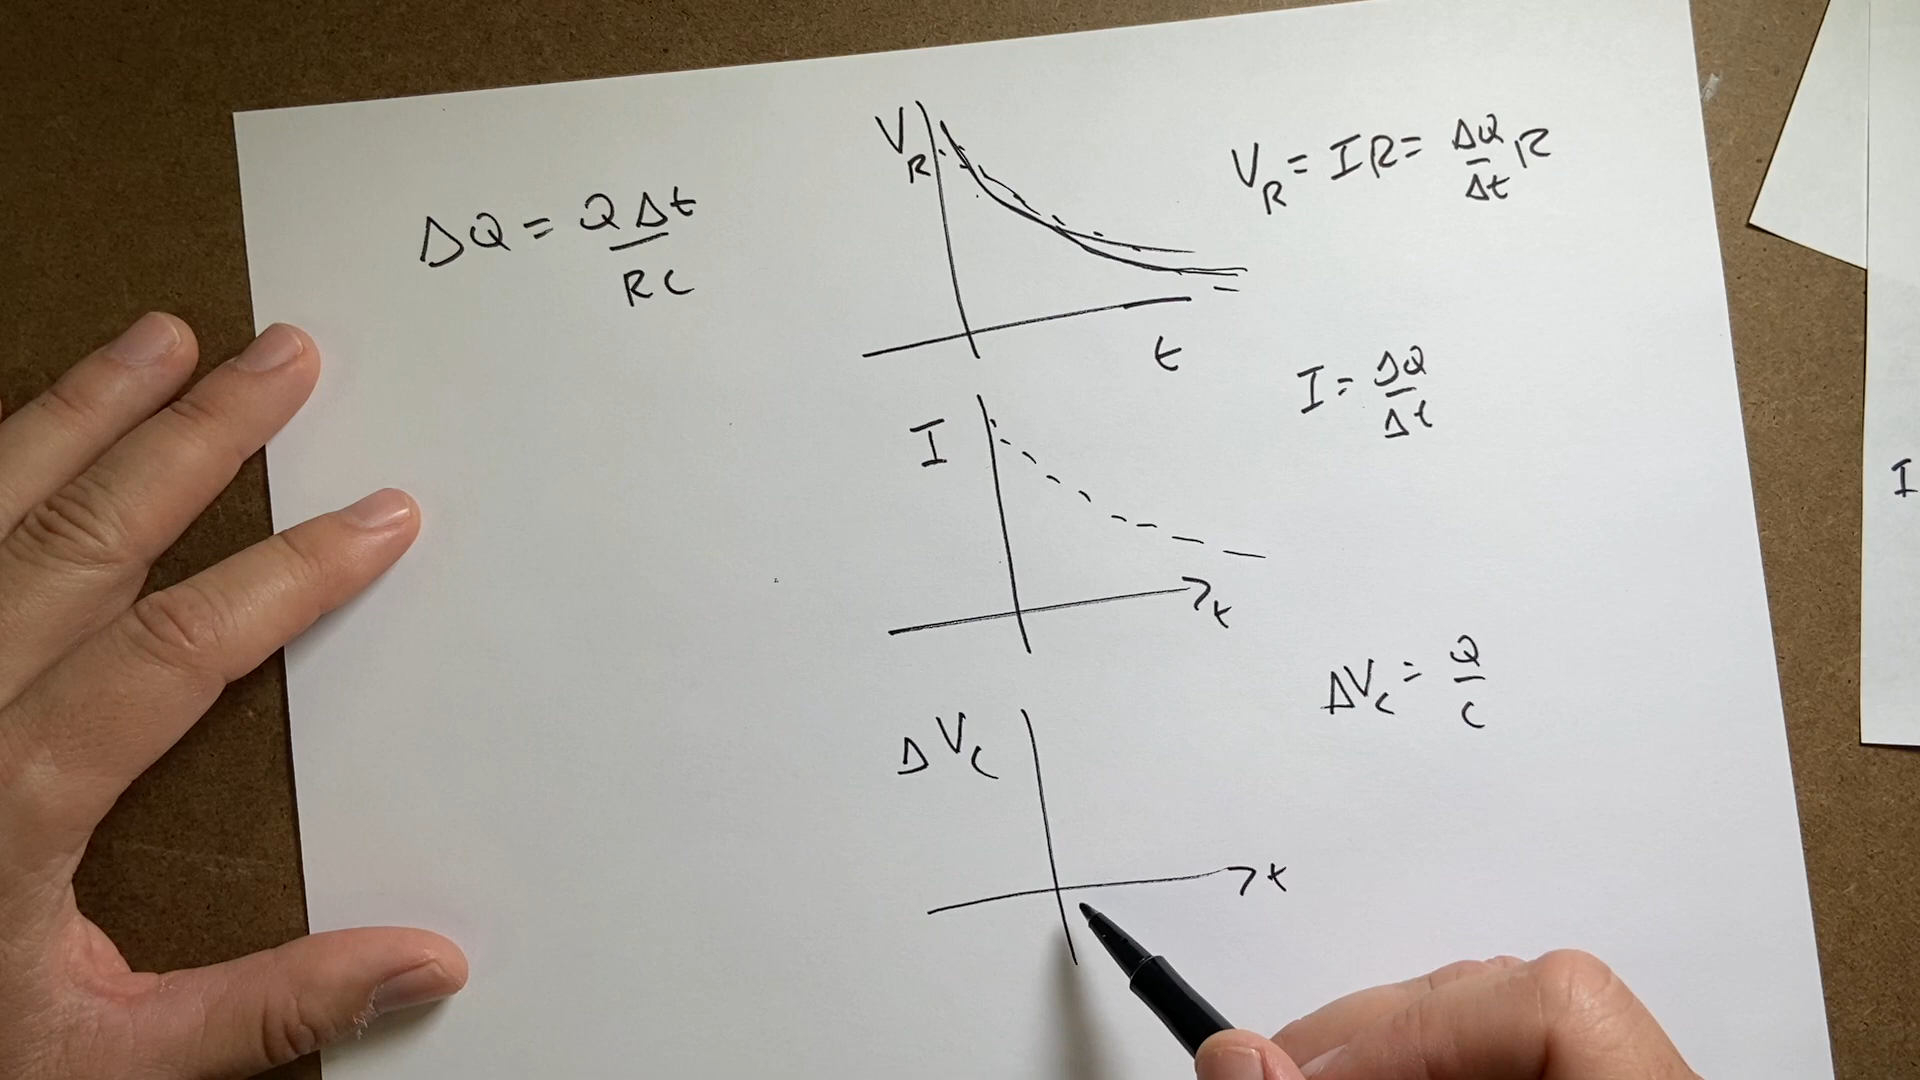 ΔQ = QΔt / RC
V_R
V_R = IR = ΔQ/Δt R
t
I
I = ΔQ/Δt
t
ΔV_C
ΔV_C = Q/C
t
I